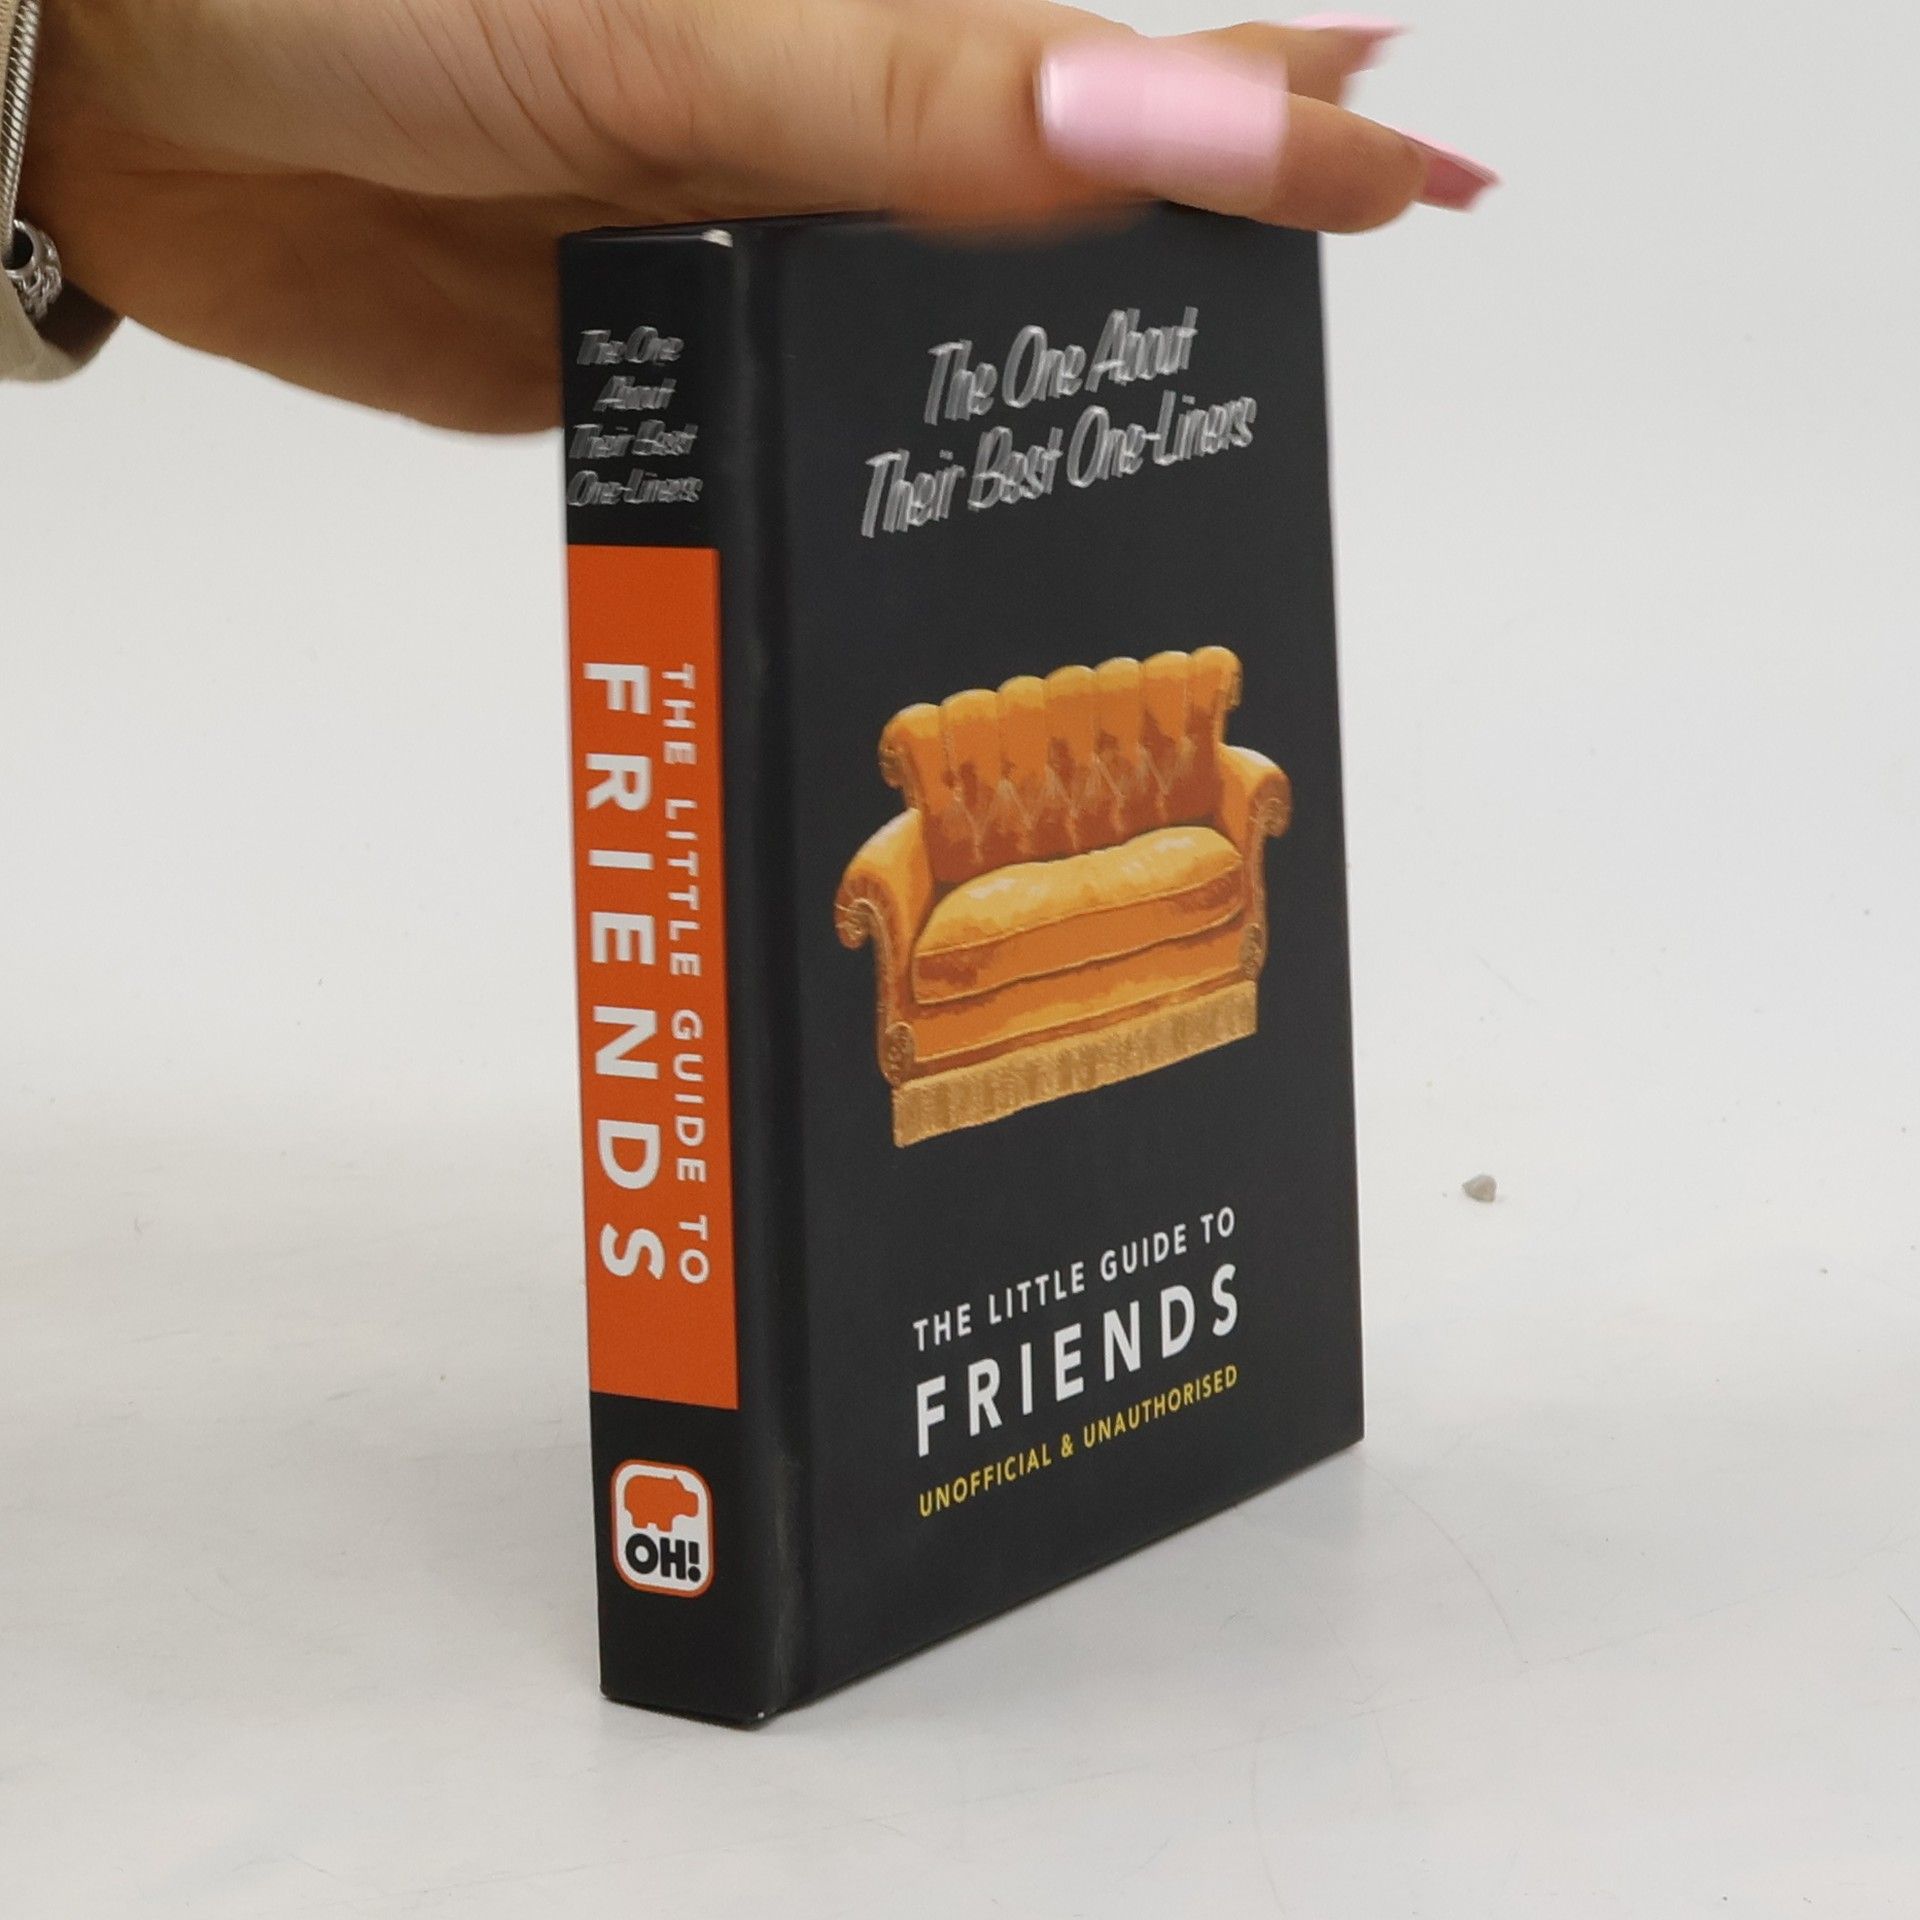 The One
About
Their Best
One-Liners
THE LITTLE GUIDE TO
FRIENDS
OH!
The One About
Their Best One-Liners
THE LITTLE GUIDE TO
FRIENDS
UNOFFICIAL & UNAUTHORISED